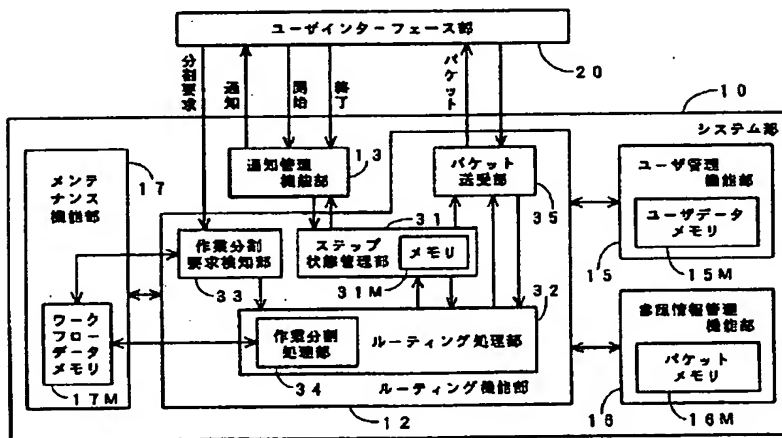 ユーザインターフェース部
20
分割要求
通知
開始
終了
パケット
10
システム部
17
メンテ
ナンス
機能部
通知管理
機能部
13
パケット
送受部
35
ユーザ管理
機能部
ユーザデータ
メモリ
15
15M
31
作業分割
要求検知部
33
ステップ
状態管理部
メモリ
31M
32
ワーク
フロー
データ
メモリ
17M
作業分割
処理部
34
ルーティング処理部
ルーティング機能部
12
情報管理
機能部
パケット
メモリ
16
16M